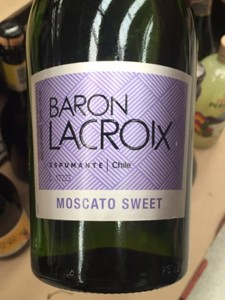 BARON
LACROIX
ESPUMANTE | Chile
MOSCATO SWEET